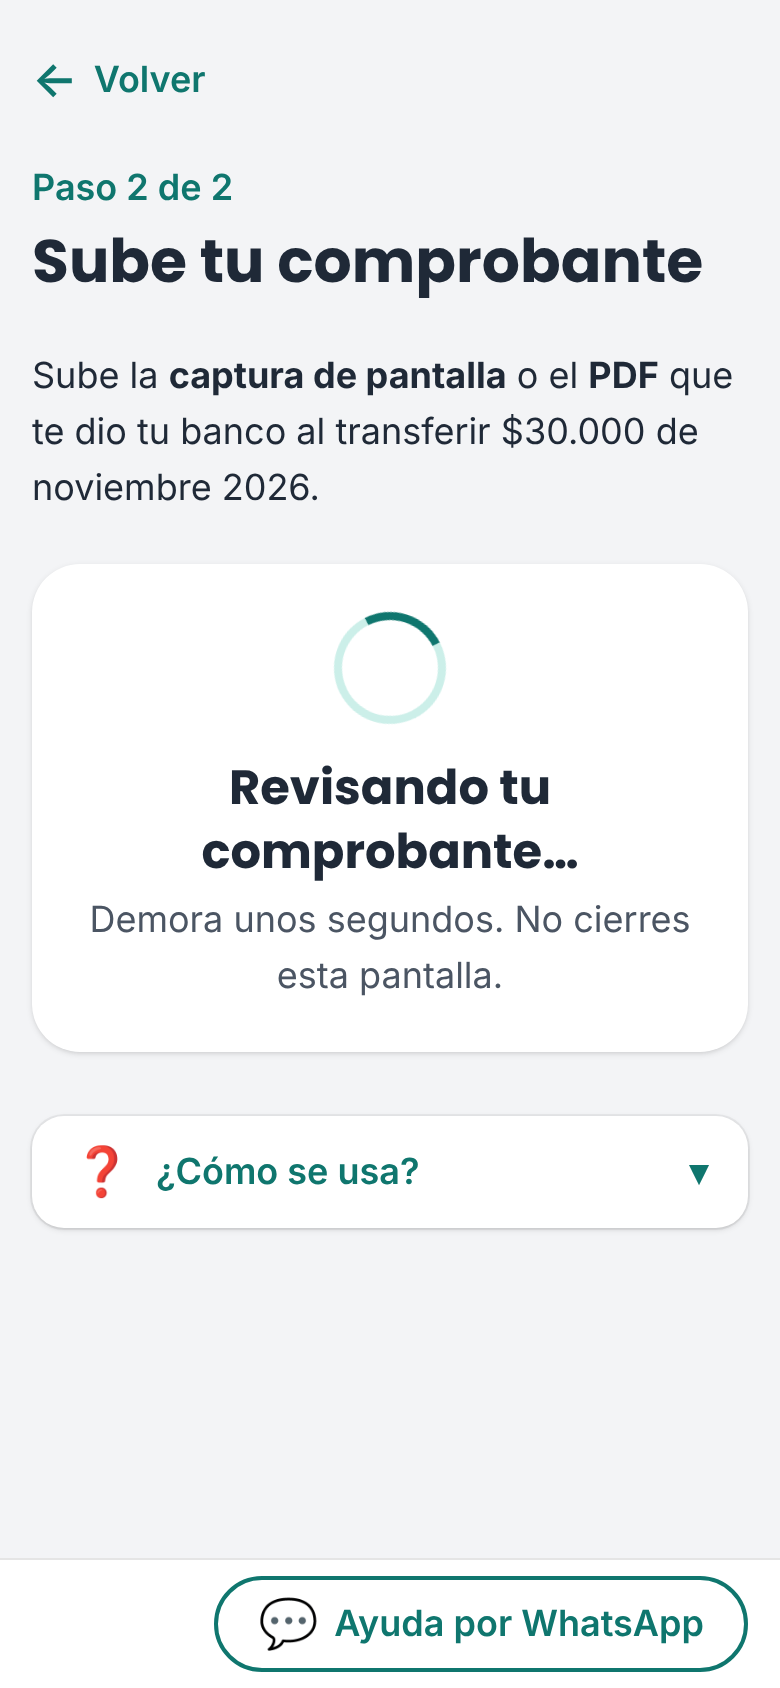 ← Volver
Paso 2 de 2
Sube tu comprobante
Sube la captura de pantalla o el PDF que
te dio tu banco al transferir $30.000 de
noviembre 2026.
Revisando tu
comprobante...
Demora unos segundos. No cierres
esta pantalla.
❓ ¿Cómo se usa? ▼
💬 Ayuda por WhatsApp